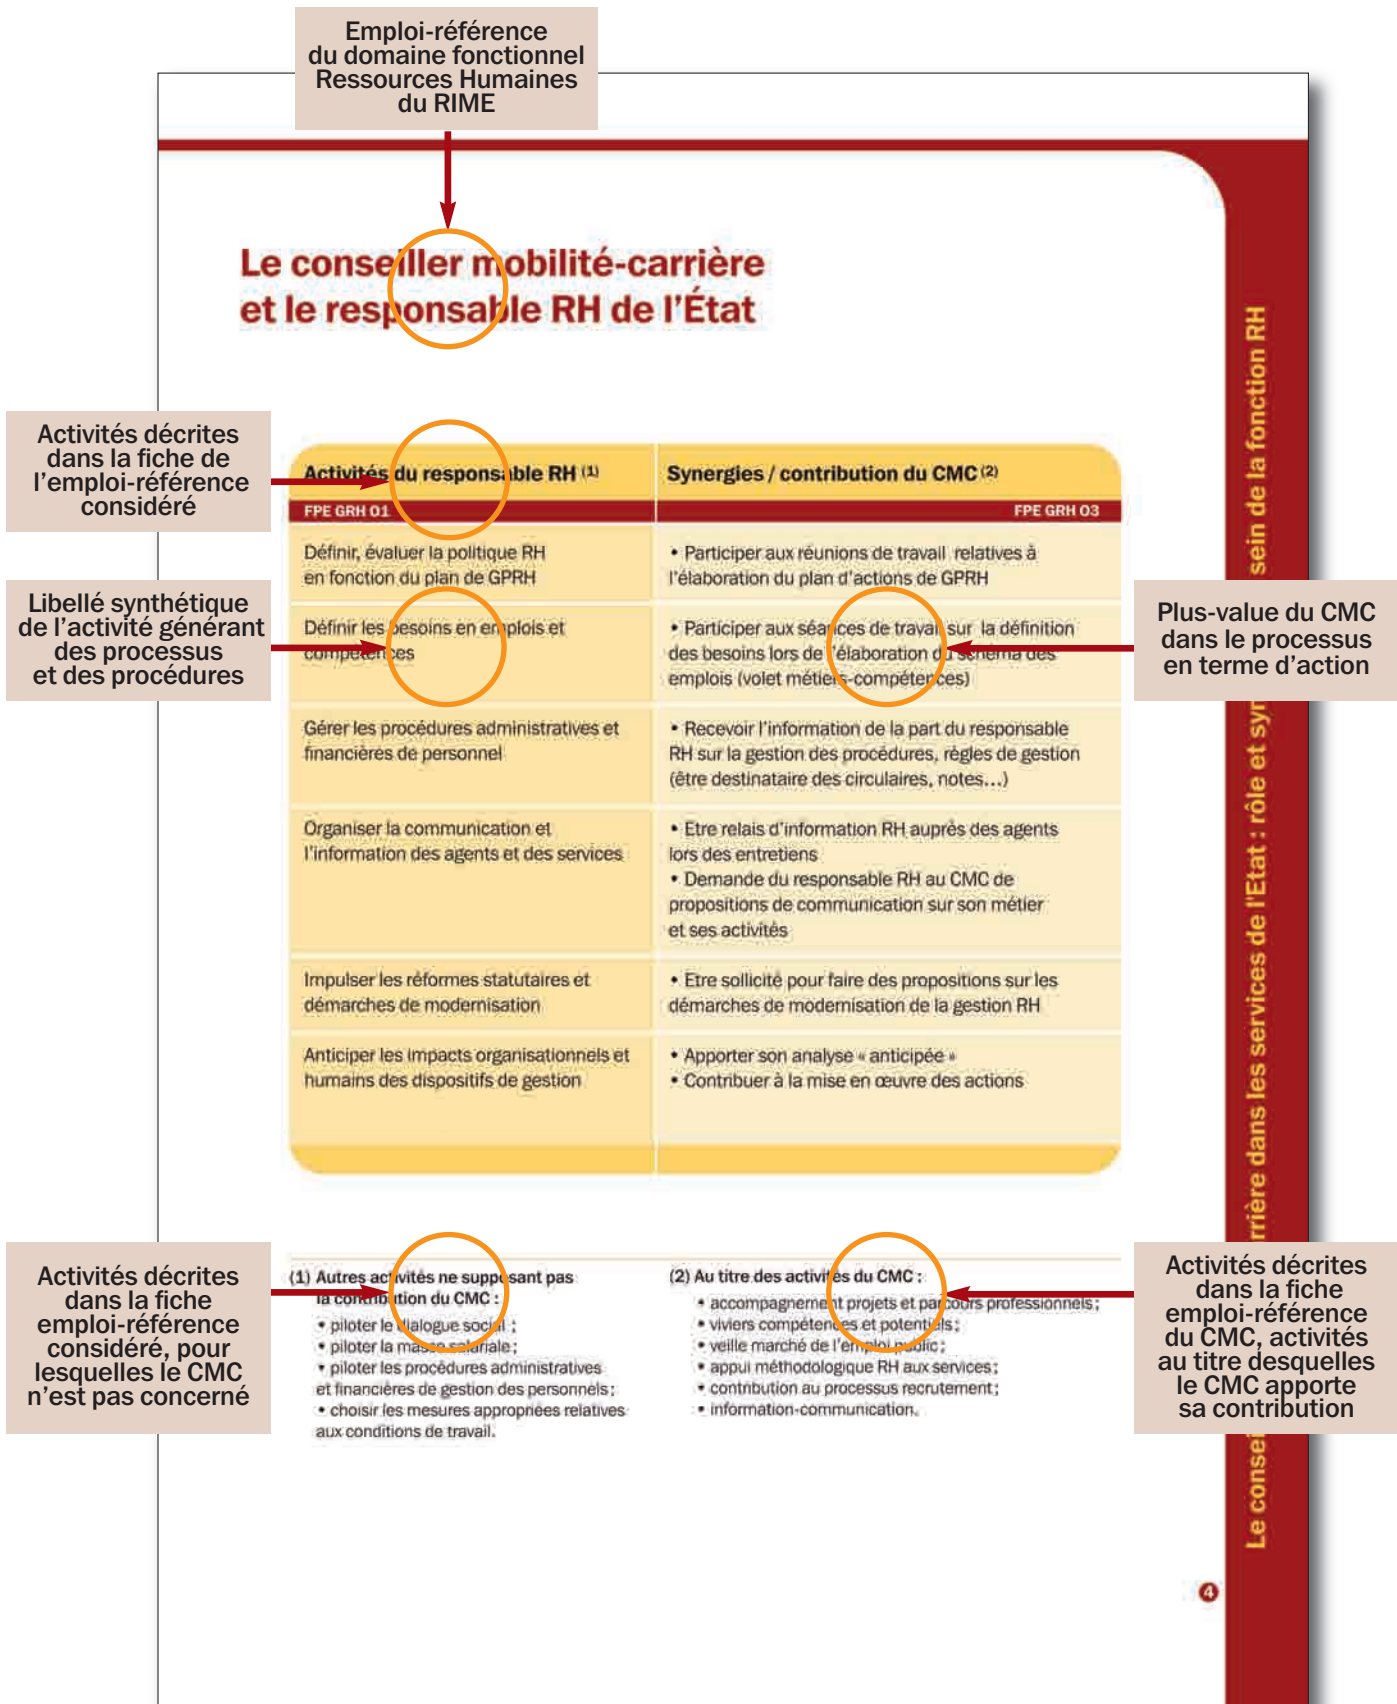 Emploi-référence
du domaine fonctionnel
Ressources Humaines
du RIME
Le conseiller mobilité-carrière
et le responsable RH de l'État
Activités décrites
dans la fiche de
l'emploi-référence
considéré
Libellé synthétique
de l'activité générant
des processus
et des procédures
Activités du responsable RH (1)
Synergies / contribution du CMC (2)
FPE GRH 01
FPE GRH 03
Définir, évaluer la politique RH
en fonction du plan de GPRH
• Participer aux réunions de travail relatives à
l'élaboration du plan d'actions de GPRH
Définir les besoins en emplois et
compétences
• Participer aux séances de travail sur la définition
des besoins lors de l'élaboration du schéma des
emplois (volet métiers-compétences)
Gérer les procédures administratives et
financières de personnel
• Recevoir l'information de la part du responsable
RH sur la gestion des procédures, règles de gestion
(être destinataire des circulaires, notes...)
Organiser la communication et
l'information des agents et des services
• Etre relais d'information RH auprès des agents
lors des entretiens
• Demande du responsable RH au CMC de
propositions de communication sur son métier
et ses activités
Impulser les réformes statutaires et
démarches de modernisation
• Etre sollicité pour faire des propositions sur les
démarches de modernisation de la gestion RH
Anticiper les impacts organisationnels et
humains des dispositifs de gestion
• Apporter son analyse « anticipée »
• Contribuer à la mise en œuvre des actions
Plus-value du CMC
dans le processus
en terme d'action
Activités décrites
dans la fiche
emploi-référence
considéré, pour
lesquelles le CMC
n'est pas concerné
(1) Autres activités ne supposant pas
la contribution du CMC :
• piloter le dialogue social ;
• piloter la masse salariale ;
• piloter les procédures administratives
et financières de gestion des personnels ;
• choisir les mesures appropriées relatives
aux conditions de travail.
(2) Au titre des activités du CMC :
• accompagnement projets et parcours professionnels ;
• viviers compétences et potentiels ;
• veille marché de l'emploi public ;
• appui méthodologique RH aux services ;
• contribution au processus recrutement ;
• information-communication.
Activités décrites
dans la fiche
emploi-référence
du CMC, activités
au titre desquelles
le CMC apporte
sa contribution
Le consei rrière dans les services de l'Etat : rôle et syn sein de la fonction RH
4